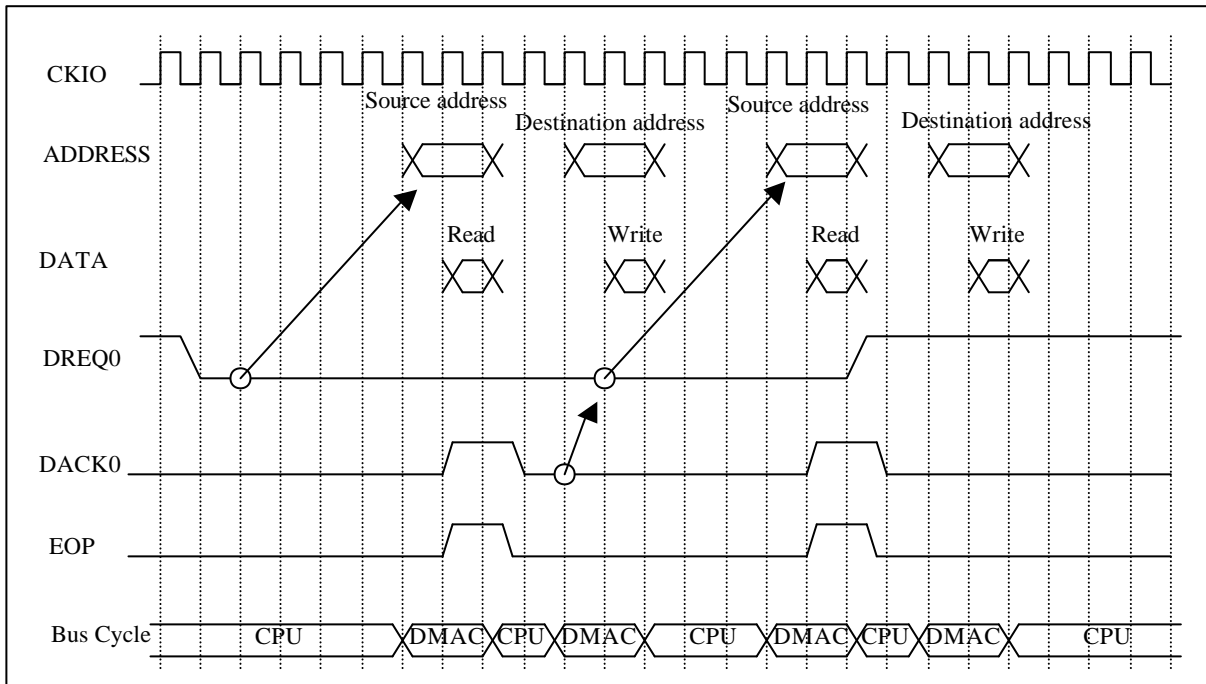 CKIO
Source address
Source address
Destination address
Destination address
ADDRESS
Read
Write
Read
Write
DATA
DREQ0
DACK0
EOP
Bus Cycle
CPU
DMAC
CPU
DMAC
CPU
DMAC
CPU
DMAC
CPU